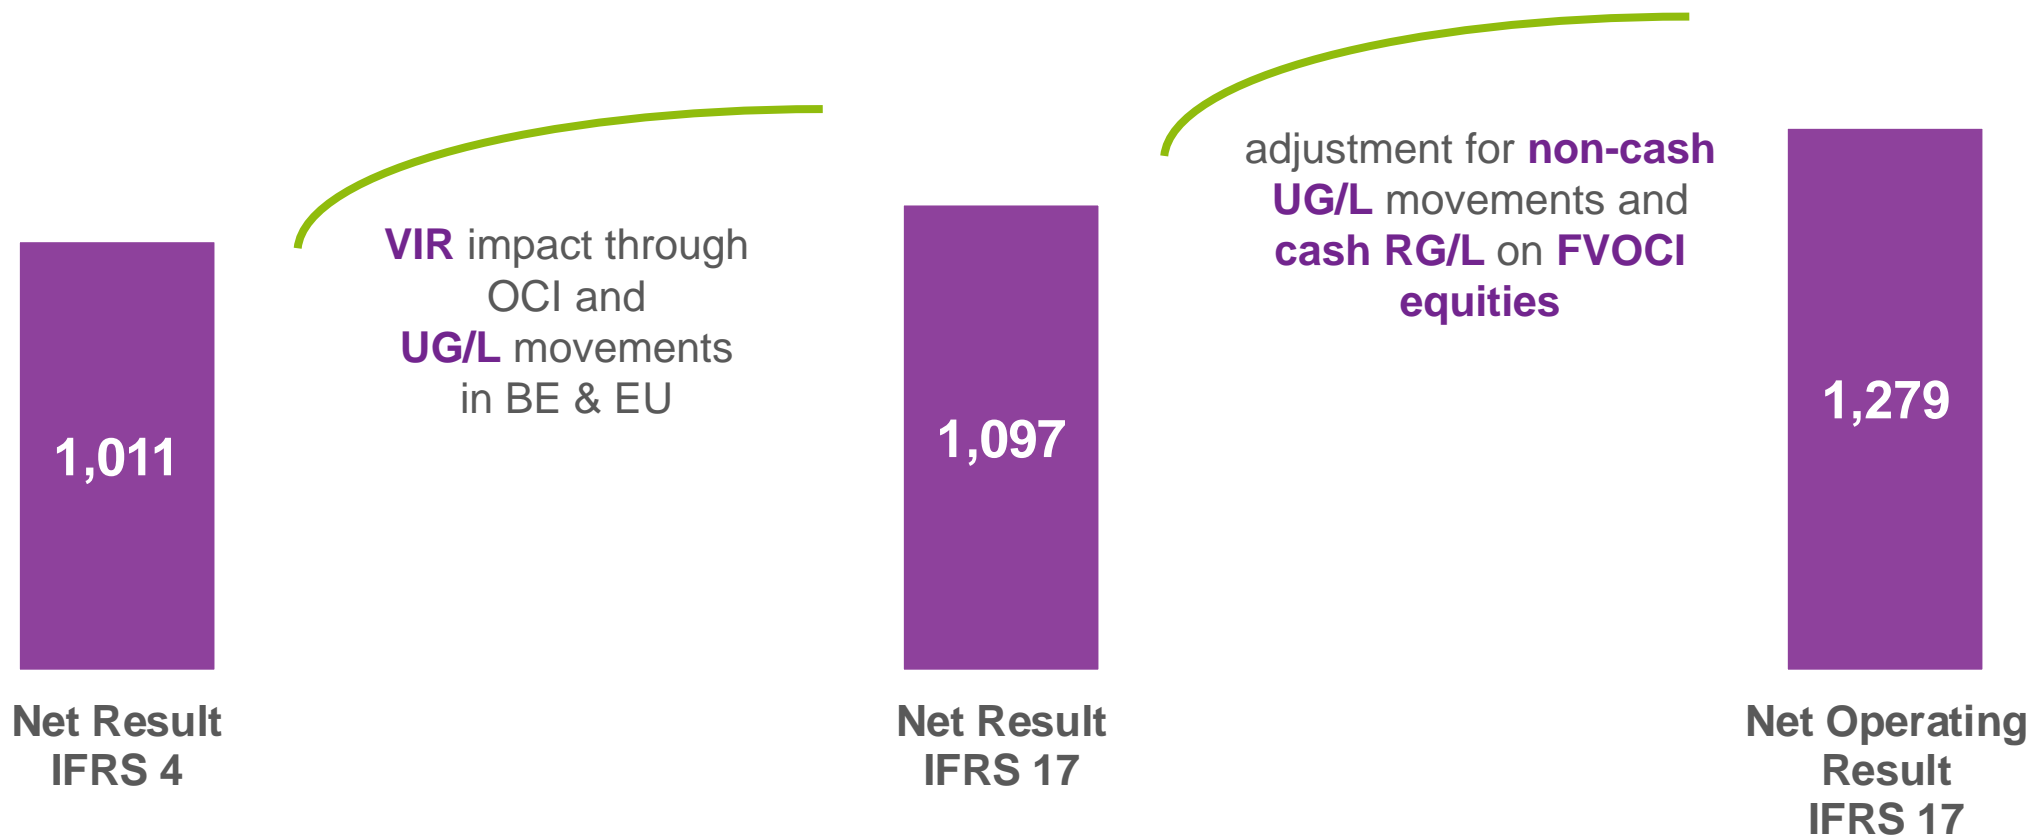 VIR impact through
OCI and
UG/L movements
in BE & EU
adjustment for non-cash
UG/L movements and
cash RG/L on FVOCI
equities
1,011
1,097
1,279
Net Result
IFRS 4
Net Result
IFRS 17
Net Operating
Result
IFRS 17